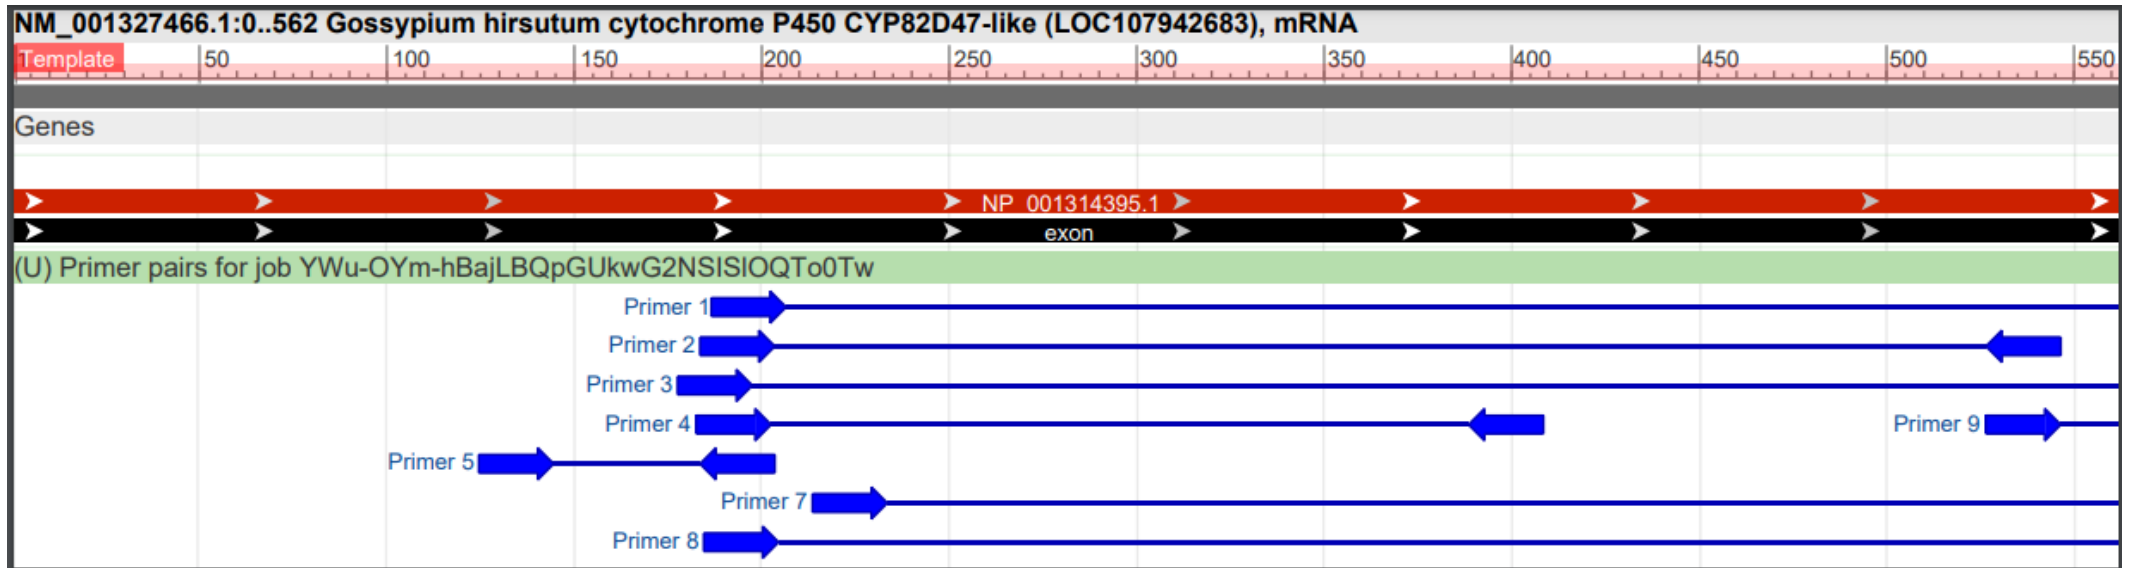 NM_001327466.1:0..562 Gossypium hirsutum cytochrome P450 CYP82D47-like (LOC107942683), mRNA
1 Template 50 100 150 200 250 300 350 400 450 500 550
Genes
NP_001314395.1
exon
(U) Primer pairs for job YWu-OYm-hBajLBQpGUkwG2NSISIOQTo0Tw
Primer 1
Primer 2
Primer 3
Primer 4 Primer 9
Primer 5
Primer 7
Primer 8